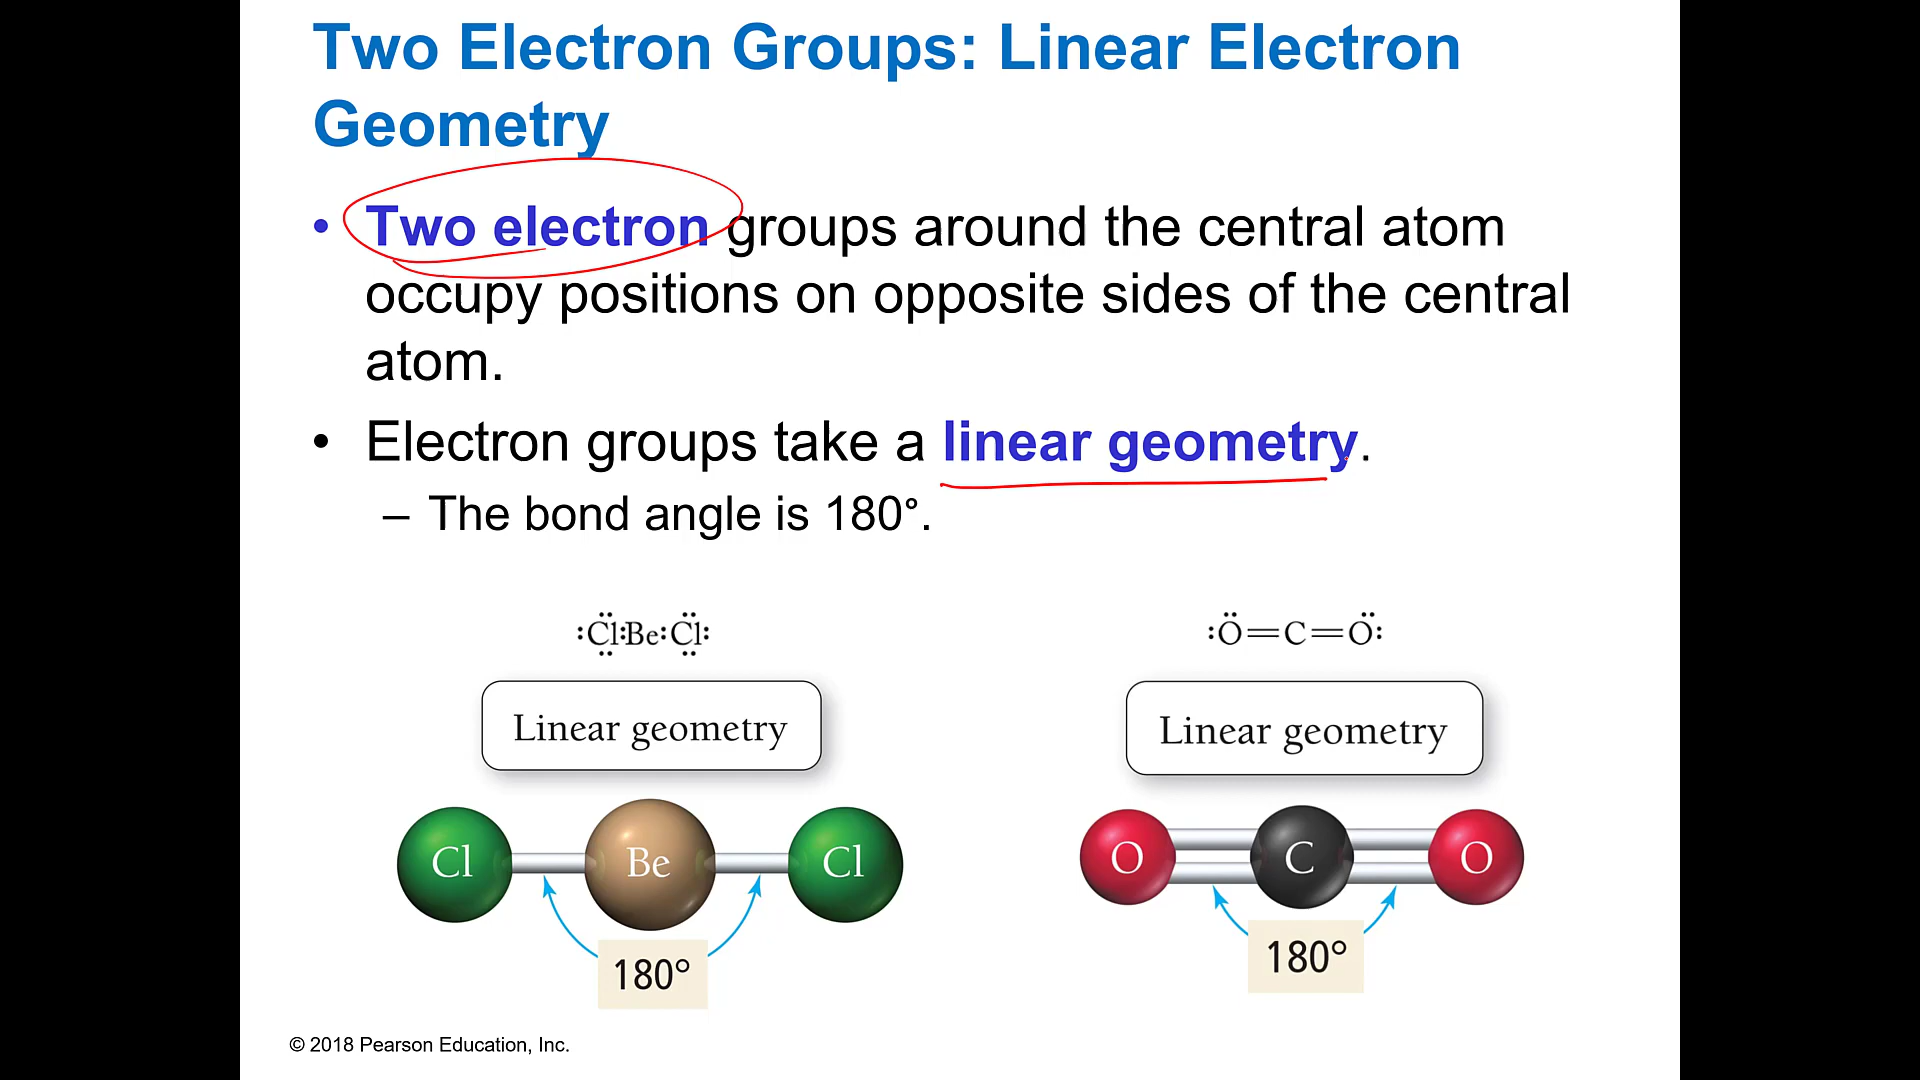 Two Electron Groups: Linear Electron
Geometry
• Two electron groups around the central atom
occupy positions on opposite sides of the central
atom.
• Electron groups take a linear geometry.
– The bond angle is 180°.
:C̈l:Be:C̈l:
:Ö=C=Ö:
Linear geometry
Linear geometry
Cl Be Cl
O C O
180°
180°
© 2018 Pearson Education, Inc.